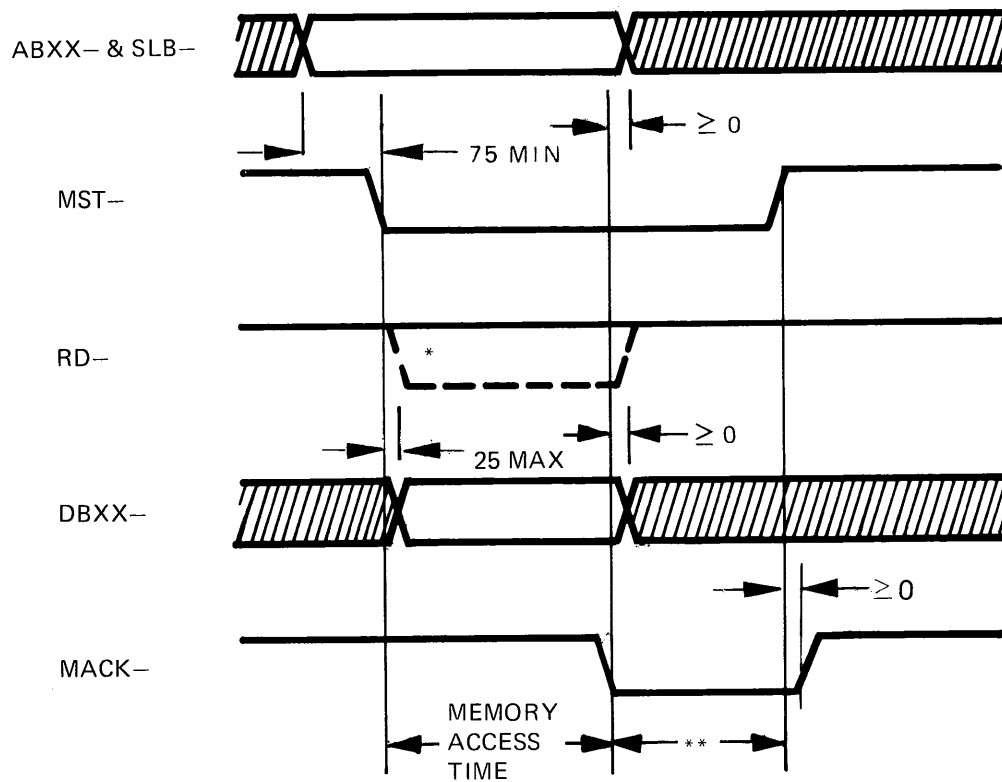 ABXX– & SLB–
≥ 0
75 MIN
MST–
RD–
*
≥ 0
25 MAX
DBXX–
≥ 0
MACK–
MEMORY
ACCESS
TIME
**